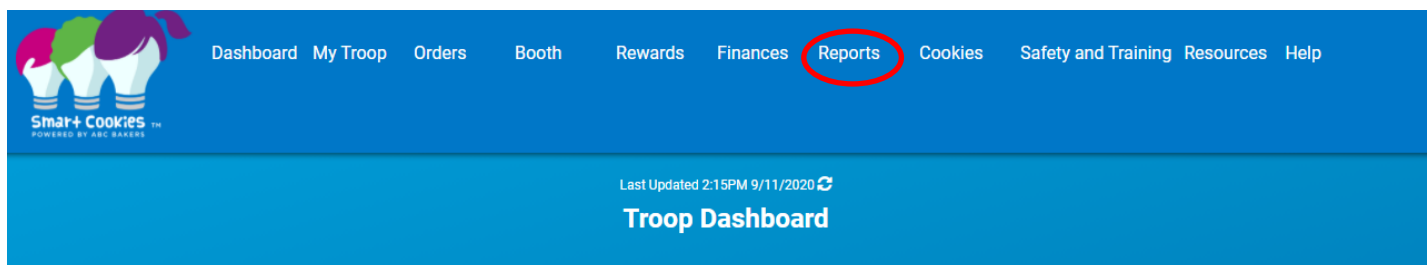 Dashboard My Troop Orders Booth Rewards Finances Reports Cookies Safety and Training Resources Help
Smart Cookies TM
POWERED BY ABC BAKERS
Last Updated 2:15PM 9/11/2020
Troop Dashboard